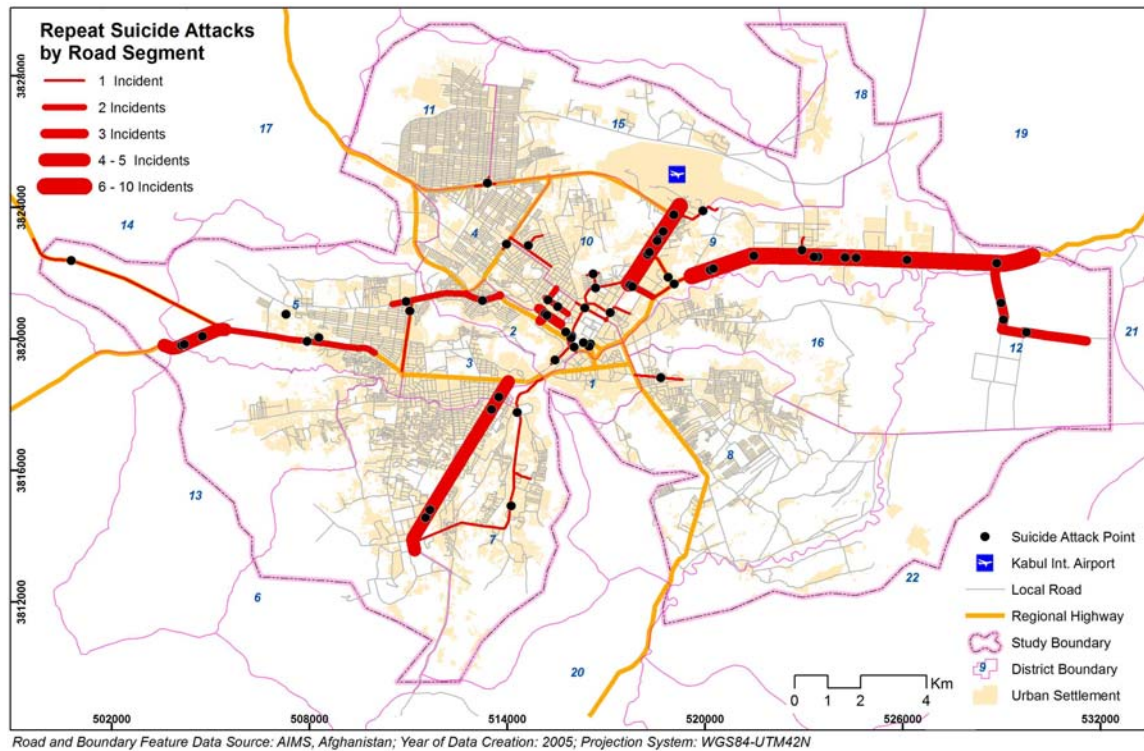 Repeat Suicide Attacks
by Road Segment
1 Incident
2 Incidents
3 Incidents
4 - 5 Incidents
6 - 10 Incidents
3828000
3824000
3820000
3816000
3812000
17
11
15
18
19
14
4
10
9
5
2
16
12
21
3
1
8
13
7
6
20
22
Suicide Attack Point
Kabul Int. Airport
Local Road
Regional Highway
Study Boundary
9 District Boundary
Urban Settlement
Km
0 1 2 4
502000 508000 514000 520000 526000 532000
Road and Boundary Feature Data Source: AIMS, Afghanistan; Year of Data Creation: 2005; Projection System: WGS84-UTM42N